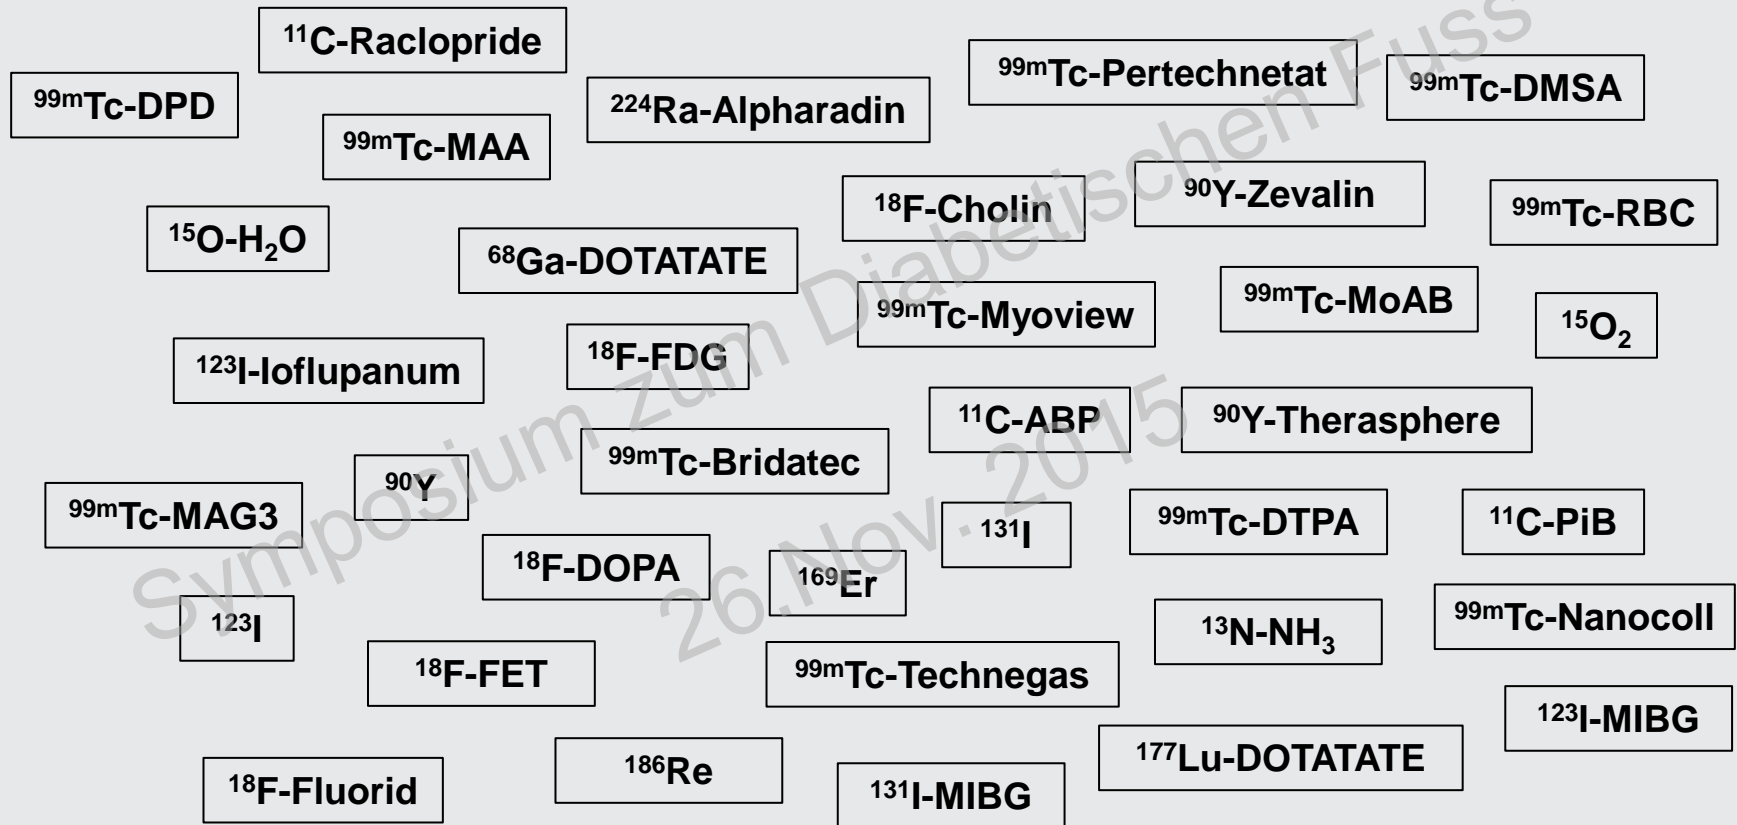 ¹¹C-Raclopride
⁹⁹ᵐTc-Pertechnetat
⁹⁹ᵐTc-DMSA
⁹⁹ᵐTc-DPD
²²⁴Ra-Alpharadin
⁹⁹ᵐTc-MAA
¹⁸F-Cholin
⁹⁰Y-Zevalin
⁹⁹ᵐTc-RBC
¹⁵O-H₂O
⁶⁸Ga-DOTATATE
⁹⁹ᵐTc-Myoview
⁹⁹ᵐTc-MoAB
¹⁵O₂
¹²³I-Ioflupanum
¹⁸F-FDG
¹¹C-ABP
⁹⁰Y-Therasphere
⁹⁹ᵐTc-Bridatec
⁹⁰Y
⁹⁹ᵐTc-MAG3
¹³¹I
⁹⁹ᵐTc-DTPA
¹¹C-PiB
¹⁸F-DOPA
¹⁶⁹Er
¹²³I
¹³N-NH₃
⁹⁹ᵐTc-Nanocoll
¹⁸F-FET
⁹⁹ᵐTc-Technegas
¹²³I-MIBG
¹⁸F-Fluorid
¹⁸⁶Re
¹³¹I-MIBG
¹⁷⁷Lu-DOTATATE
Symposium zum Diabetischen Fuss
26.Nov. 2015